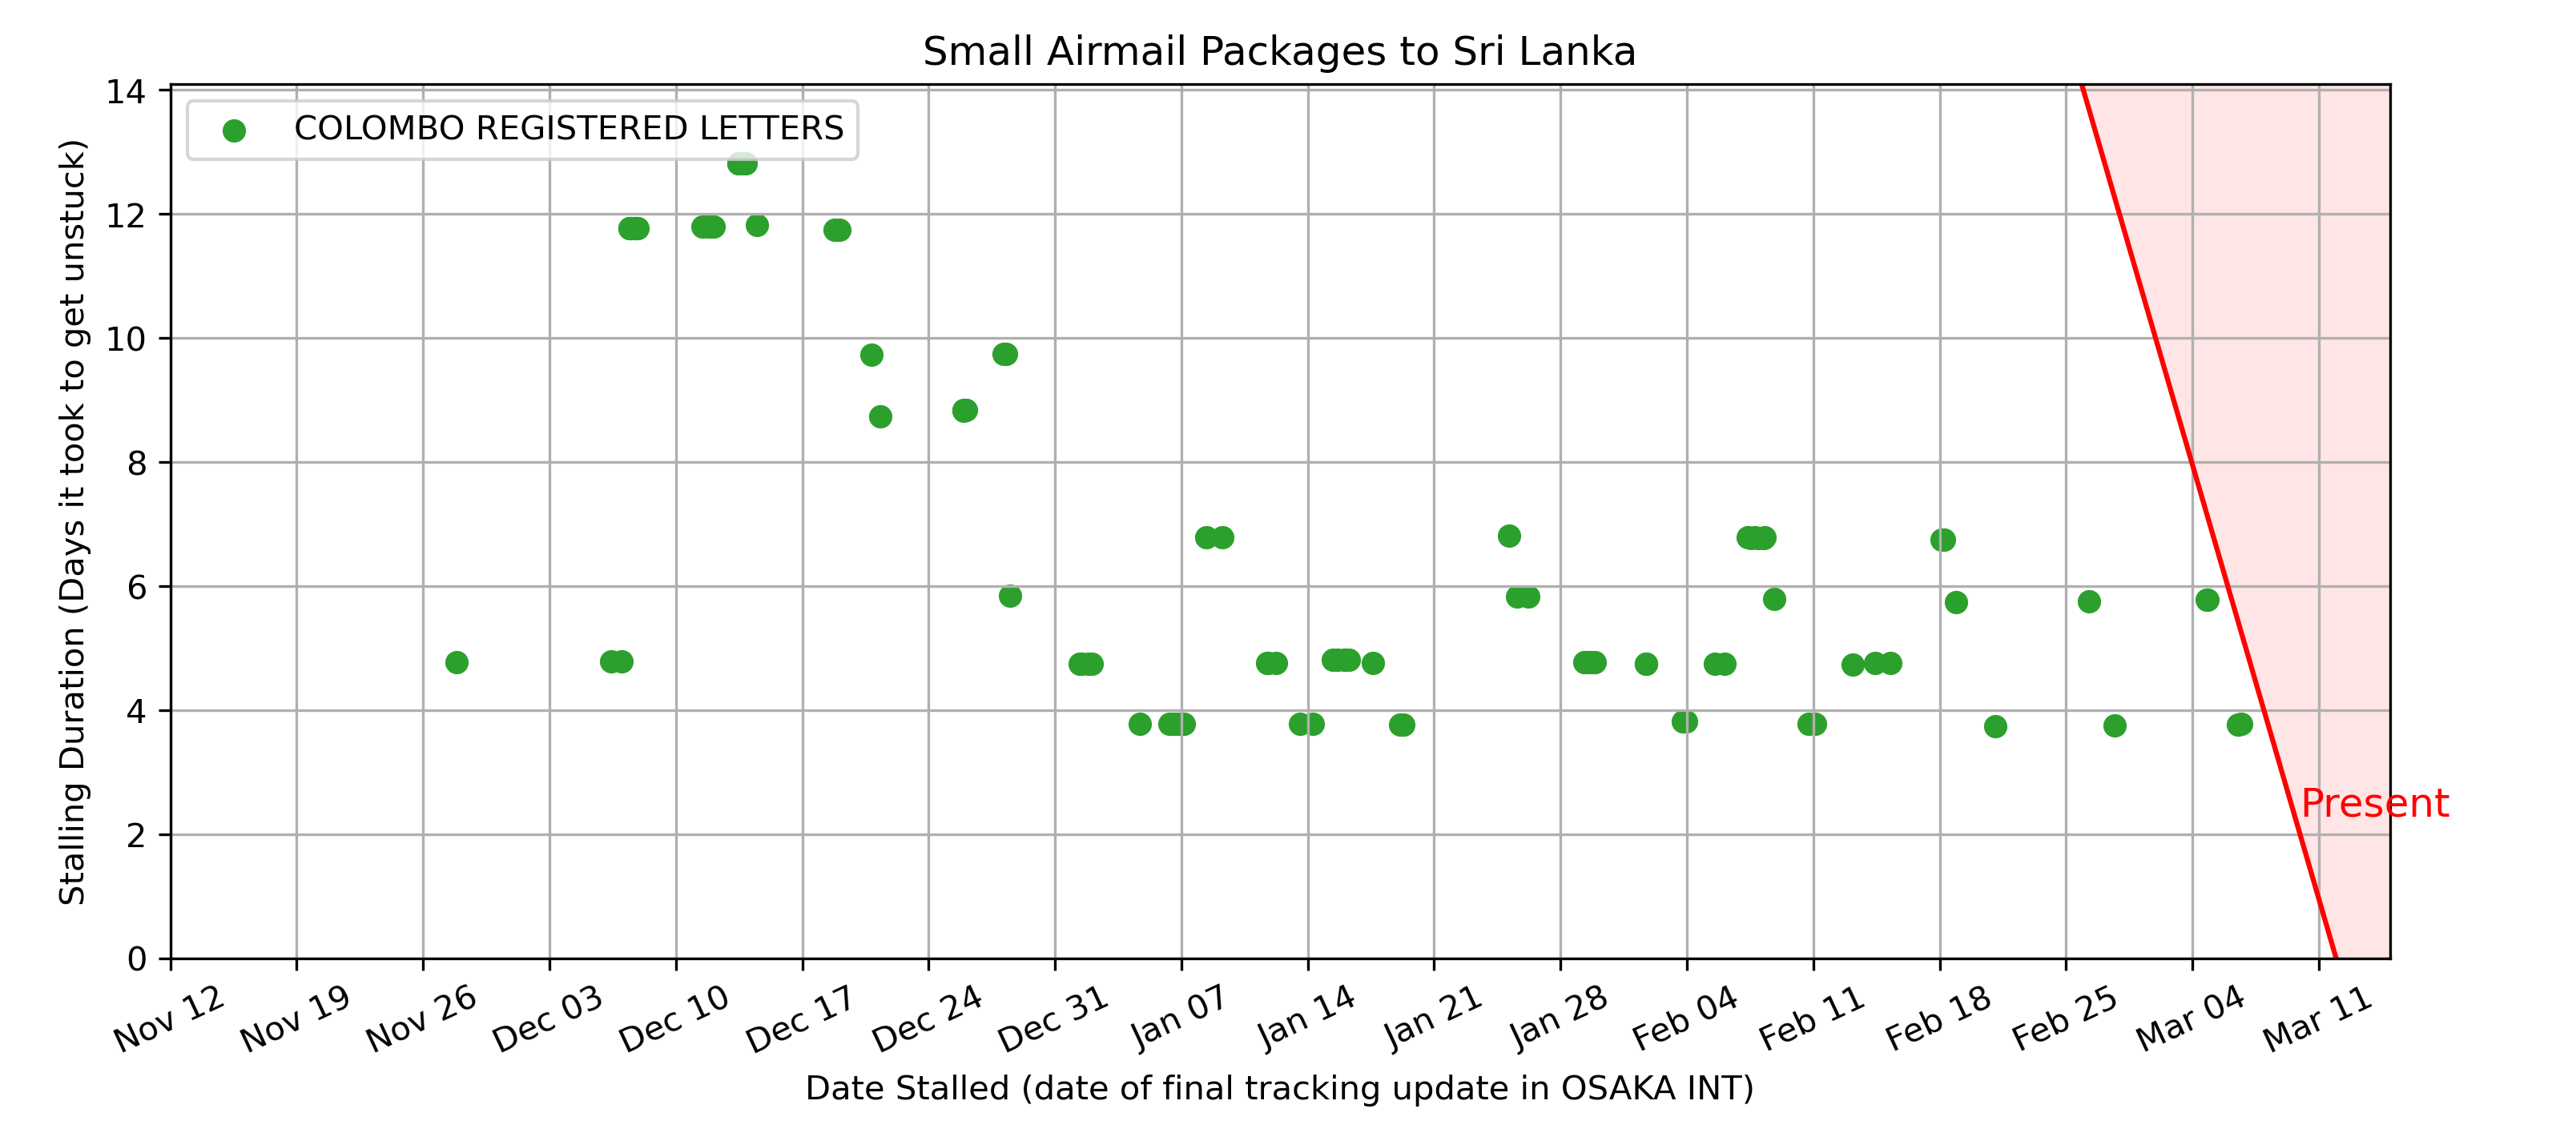 Small Airmail Packages to Sri Lanka
COLOMBO REGISTERED LETTERS
Stalling Duration (Days it took to get unstuck)
14
12
10
8
6
4
2
0
Present
Nov 12
Nov 19
Nov 26
Dec 03
Dec 10
Dec 17
Dec 24
Dec 31
Jan 07
Jan 14
Jan 21
Jan 28
Feb 04
Feb 11
Feb 18
Feb 25
Mar 04
Mar 11
Date Stalled (date of final tracking update in OSAKA INT)